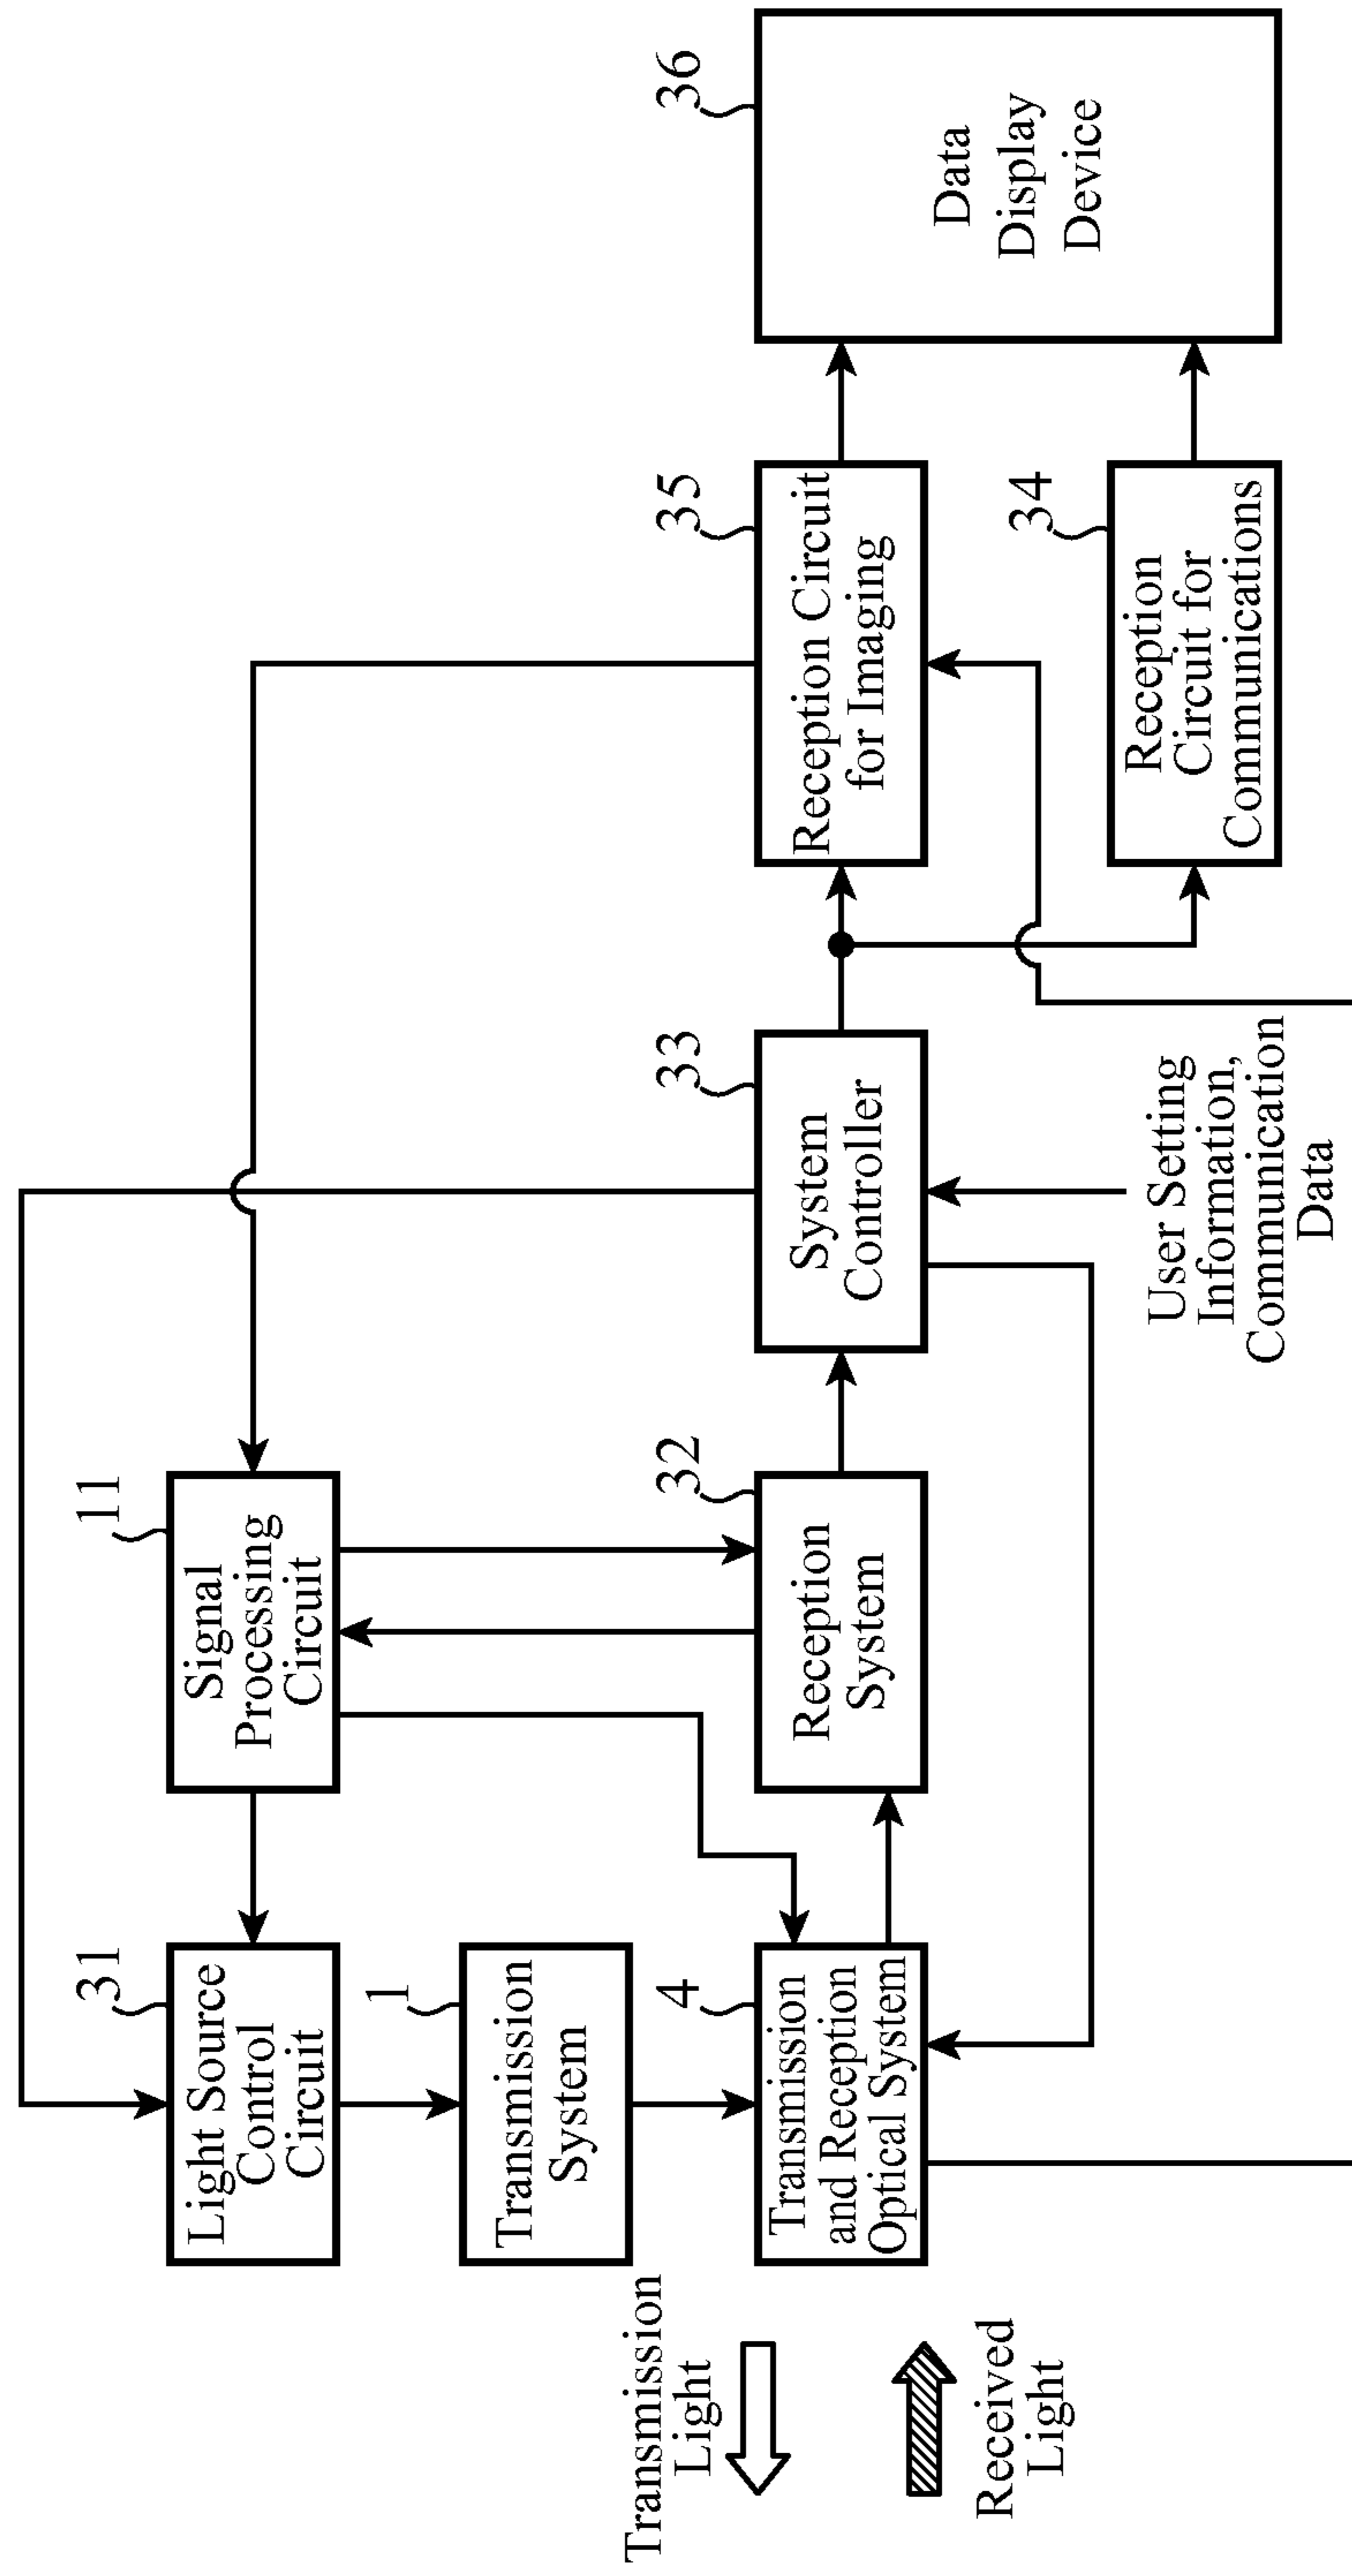 31
Light Source
Control
Circuit
11
Signal
Processing
Circuit
1
Transmission
System
Transmission
Light
4
Transmission
and Reception
Optical System
32
Reception
System
33
System
Controller
35
Reception Circuit
for Imaging
36
Data
Display
Device
Received
Light
User Setting
Information,
Communication
Data
34
Reception
Circuit for
Communications